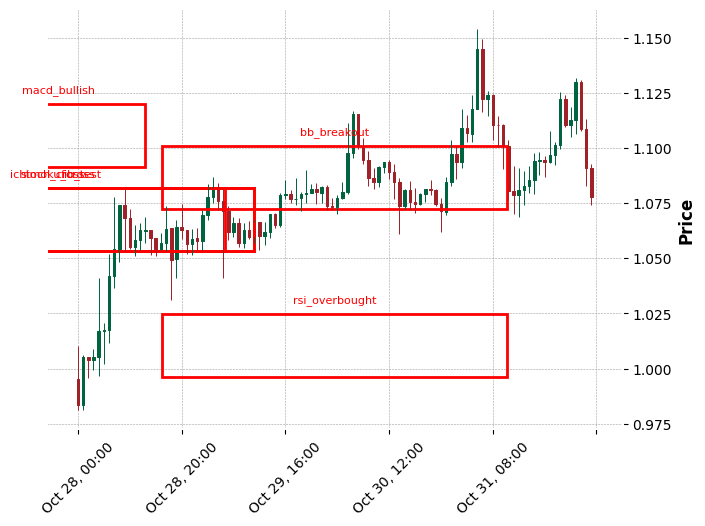 macd_bullish
bb_breakout
rsi_overbought
1.150
1.125
1.100
1.075
1.050
1.025
1.000
0.975
Price
Oct 28, 00:00
Oct 28, 20:00
Oct 29, 16:00
Oct 30, 12:00
Oct 31, 08:00